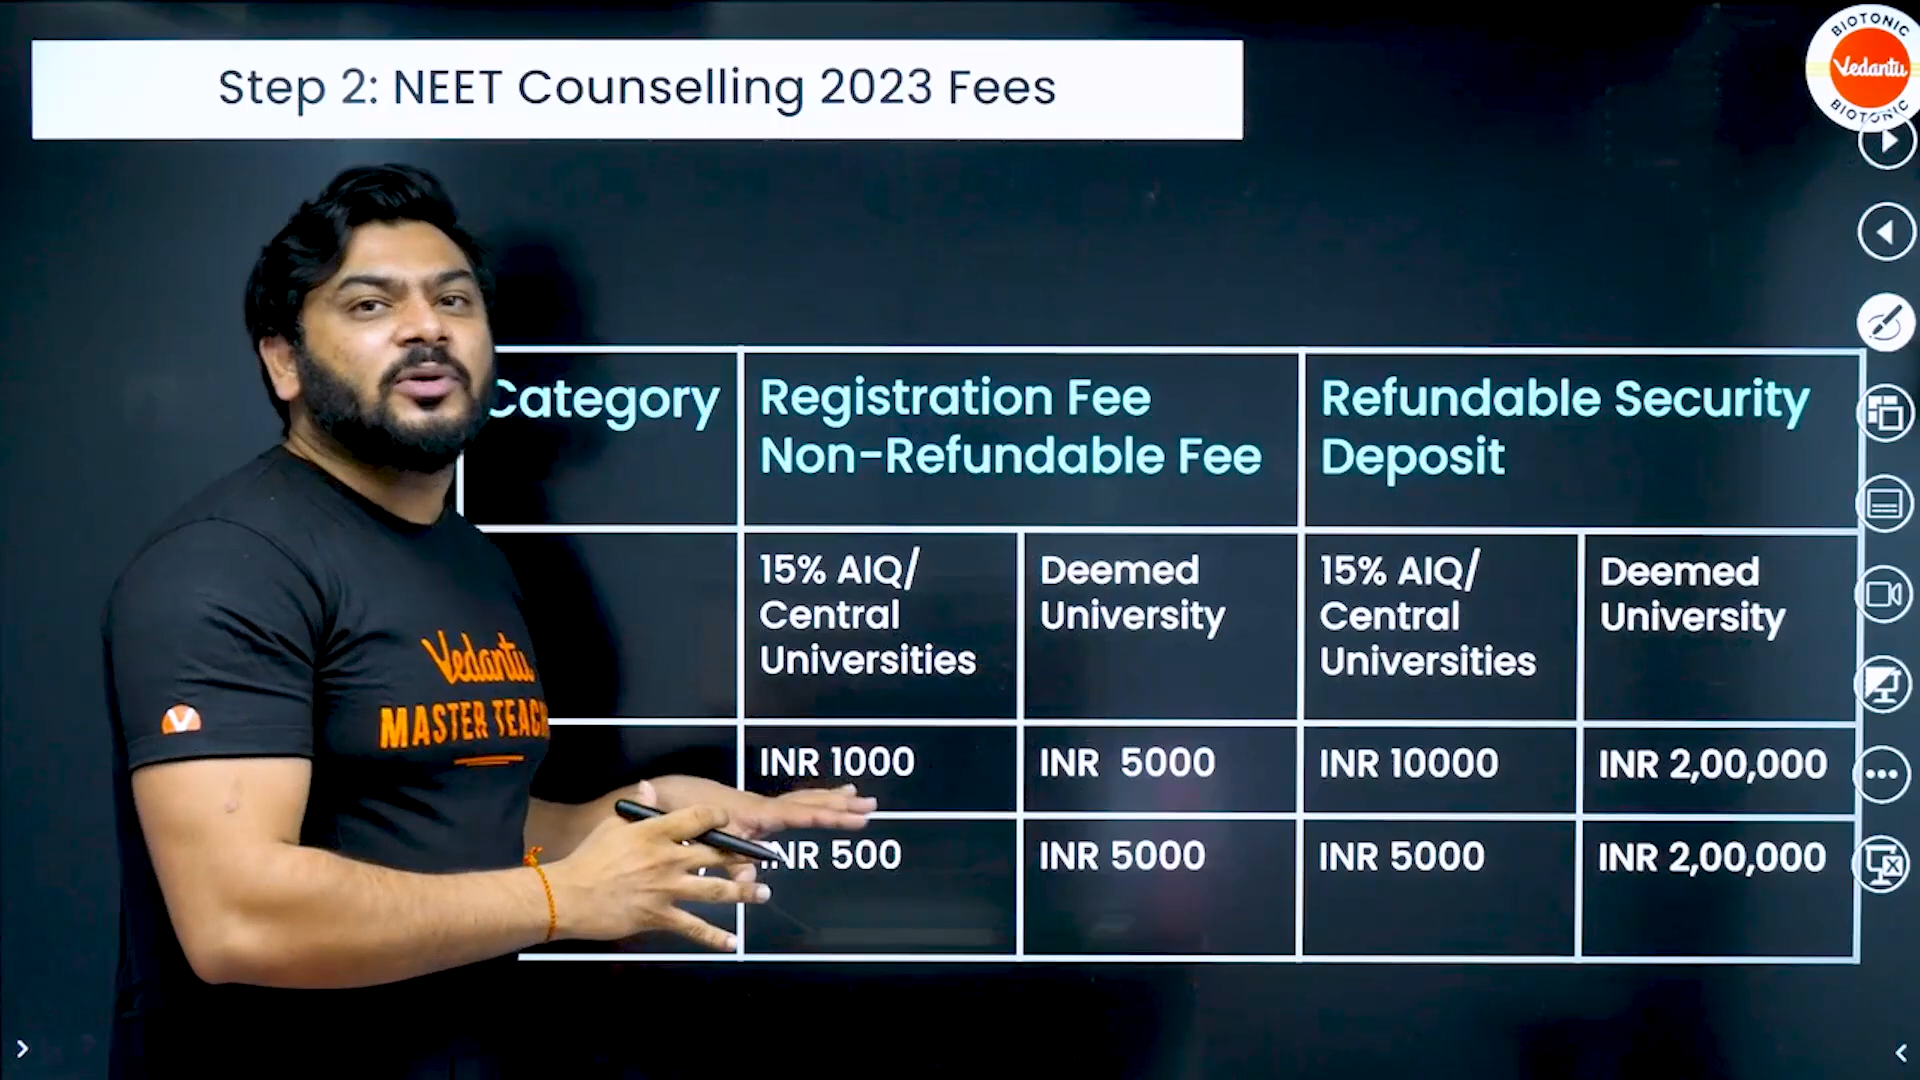 Step 2: NEET Counselling 2023 Fees
BIOTONIC
Vedantu
BIOTONIC
Category
Registration Fee
Non-Refundable Fee
Refundable Security
Deposit
15% AIQ/
Central
Universities
Deemed
University
15% AIQ/
Central
Universities
Deemed
University
INR 1000
INR 5000
INR 10000
INR 2,00,000
INR 500
INR 5000
INR 5000
INR 2,00,000
Vedantu
MASTER TEACH
V